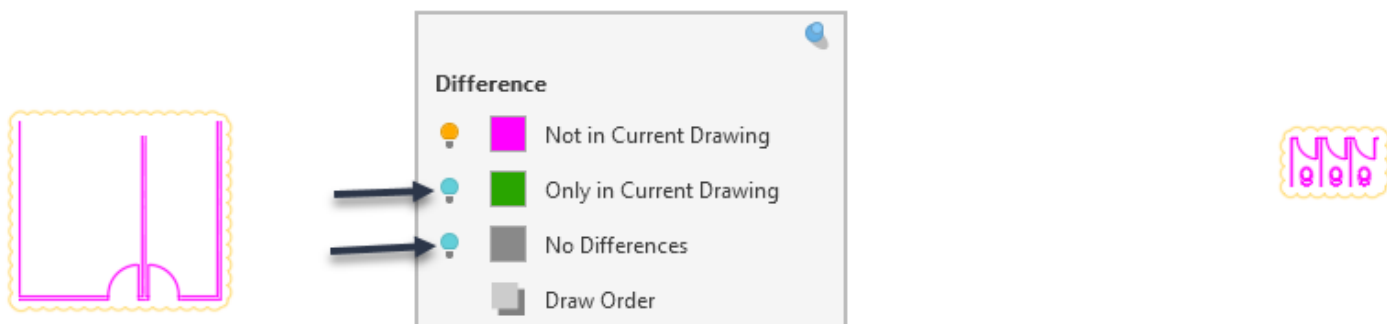 Difference
Not in Current Drawing
Only in Current Drawing
No Differences
Draw Order